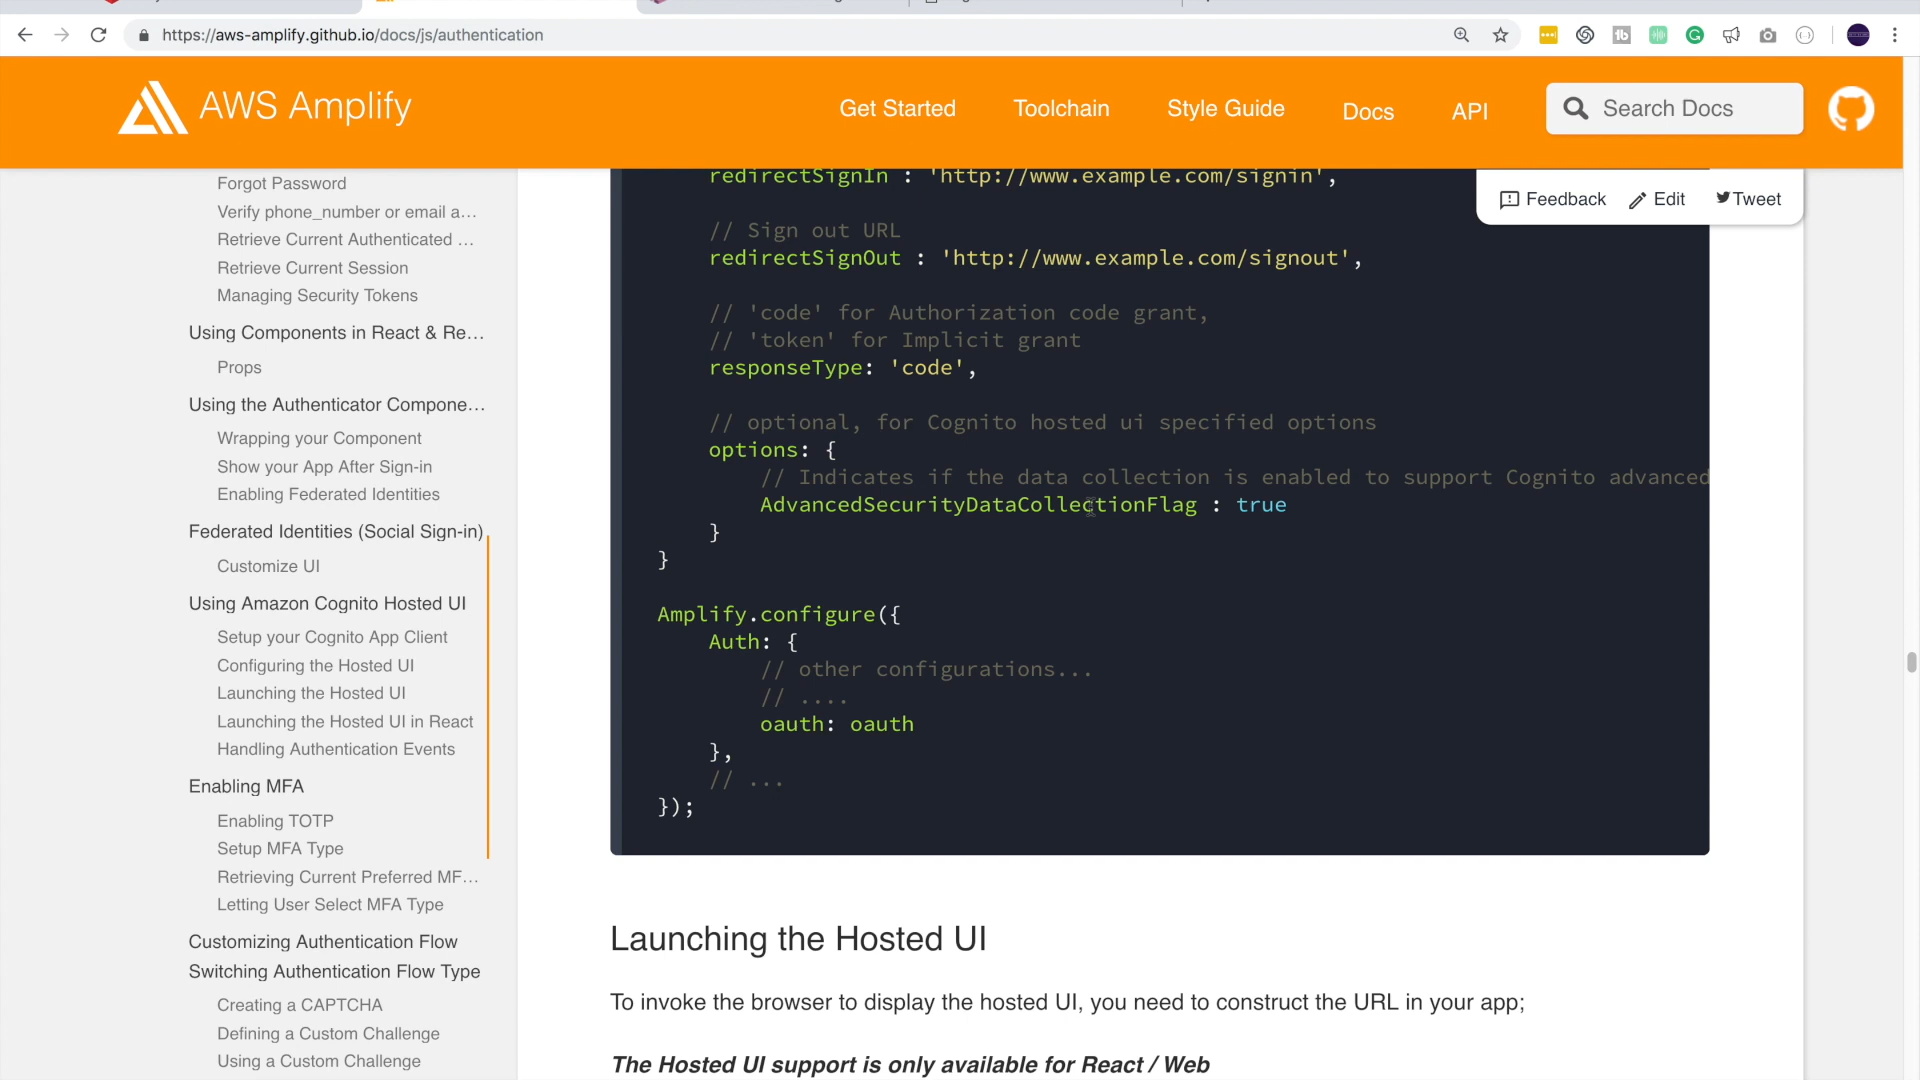 https://aws-amplify.github.io/docs/js/authentication
AWS Amplify
Get Started
Toolchain
Style Guide
Docs
API
Search Docs
Feedback
Edit
Tweet
Forgot Password
Verify phone_number or email a...
Retrieve Current Authenticated ...
Retrieve Current Session
Managing Security Tokens
Using Components in React & Re...
Props
Using the Authenticator Compone...
Wrapping your Component
Show your App After Sign-in
Enabling Federated Identities
Federated Identities (Social Sign-in)
Customize UI
Using Amazon Cognito Hosted UI
Setup your Cognito App Client
Configuring the Hosted UI
Launching the Hosted UI
Launching the Hosted UI in React
Handling Authentication Events
Enabling MFA
Enabling TOTP
Setup MFA Type
Retrieving Current Preferred MF...
Letting User Select MFA Type
Customizing Authentication Flow
Switching Authentication Flow Type
Creating a CAPTCHA
Defining a Custom Challenge
Using a Custom Challenge
redirectSignIn : 'http://www.example.com/signin',
// Sign out URL
redirectSignOut : 'http://www.example.com/signout',
// 'code' for Authorization code grant,
// 'token' for Implicit grant
responseType: 'code',
// optional, for Cognito hosted ui specified options
options: {
// Indicates if the data collection is enabled to support Cognito advanced
AdvancedSecurityDataCollectionFlag : true
}
}
Amplify.configure({
Auth: {
// other configurations...
// ....
oauth: oauth
},
// ...
});
Launching the Hosted UI
To invoke the browser to display the hosted UI, you need to construct the URL in your app;
The Hosted UI support is only available for React / Web